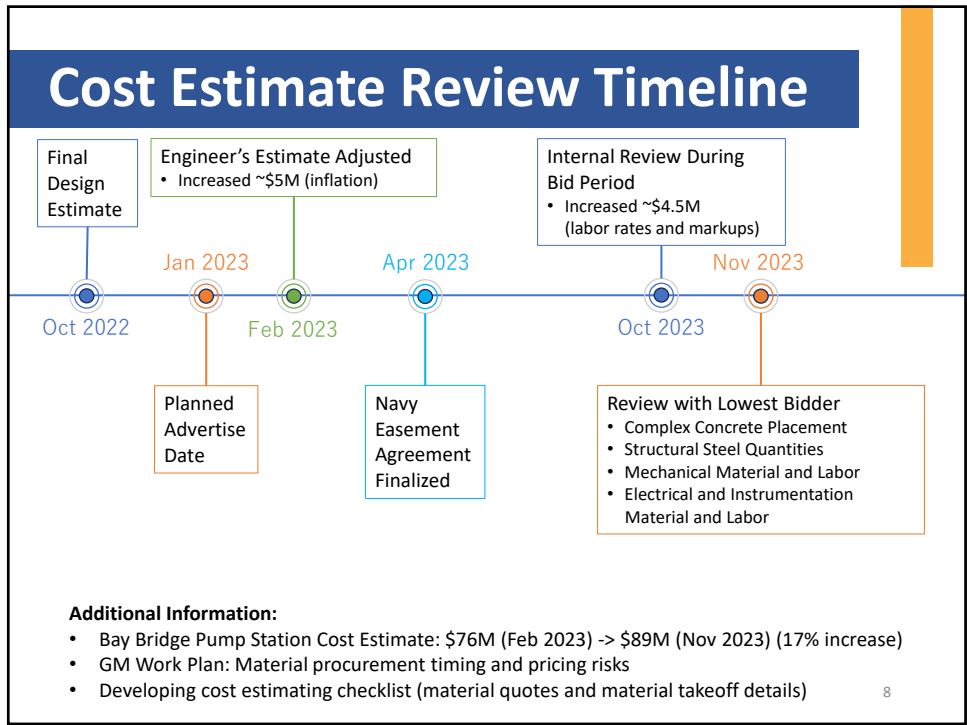 Cost Estimate Review Timeline
Final
Design
Estimate
Engineer’s Estimate Adjusted
• Increased ~$5M (inflation)
Internal Review During
Bid Period
• Increased ~$4.5M
(labor rates and markups)
Jan 2023
Apr 2023
Nov 2023
Oct 2022
Feb 2023
Oct 2023
Planned
Advertise
Date
Navy
Easement
Agreement
Finalized
Review with Lowest Bidder
• Complex Concrete Placement
• Structural Steel Quantities
• Mechanical Material and Labor
• Electrical and Instrumentation
Material and Labor
Additional Information:
• Bay Bridge Pump Station Cost Estimate: $76M (Feb 2023) -> $89M (Nov 2023) (17% increase)
• GM Work Plan: Material procurement timing and pricing risks
• Developing cost estimating checklist (material quotes and material takeoff details)
8